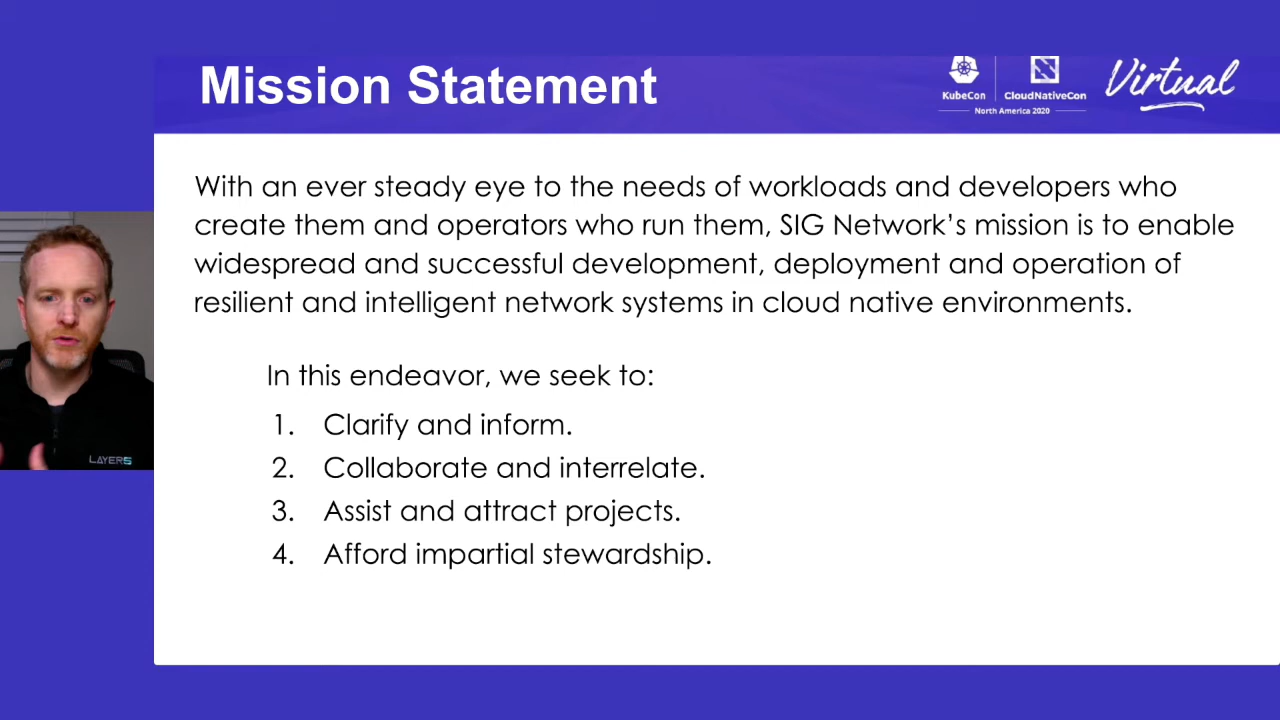 Mission Statement
KubeCon
CloudNativeCon
North America 2020
Virtual
With an ever steady eye to the needs of workloads and developers who
create them and operators who run them, SIG Network’s mission is to enable
widespread and successful development, deployment and operation of
resilient and intelligent network systems in cloud native environments.
In this endeavor, we seek to:
1. Clarify and inform.
2. Collaborate and interrelate.
3. Assist and attract projects.
4. Afford impartial stewardship.
LAYER5